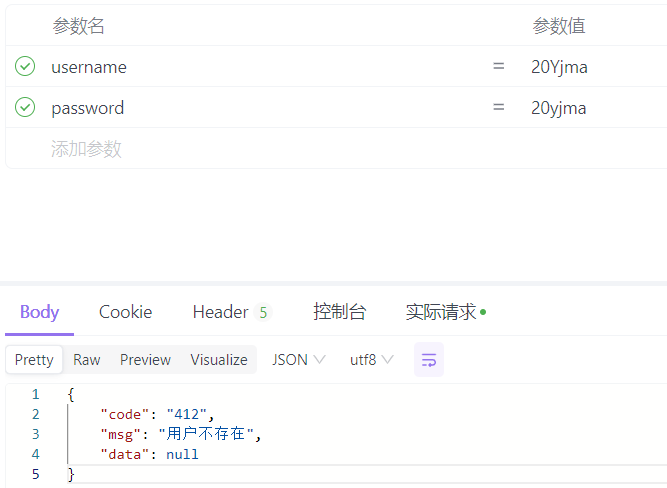 参数名 参数值
username = 20Yjma
password = 20yjma
添加参数
Body Cookie Header 5 控制台 实际请求
Pretty Raw Preview Visualize JSON utf8
1 {
2 "code": "412",
3 "msg": "用户不存在",
4 "data": null
5 }